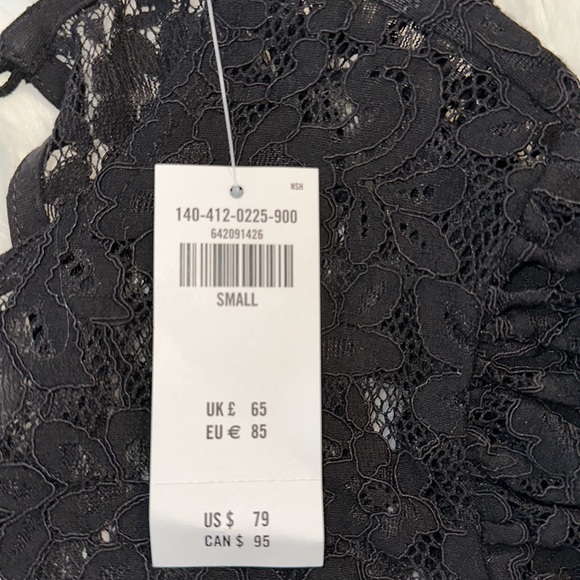 NSH
140-412-0225-900
642091426
SMALL
UK £ 65
EU € 85
US $ 79
CAN $ 95